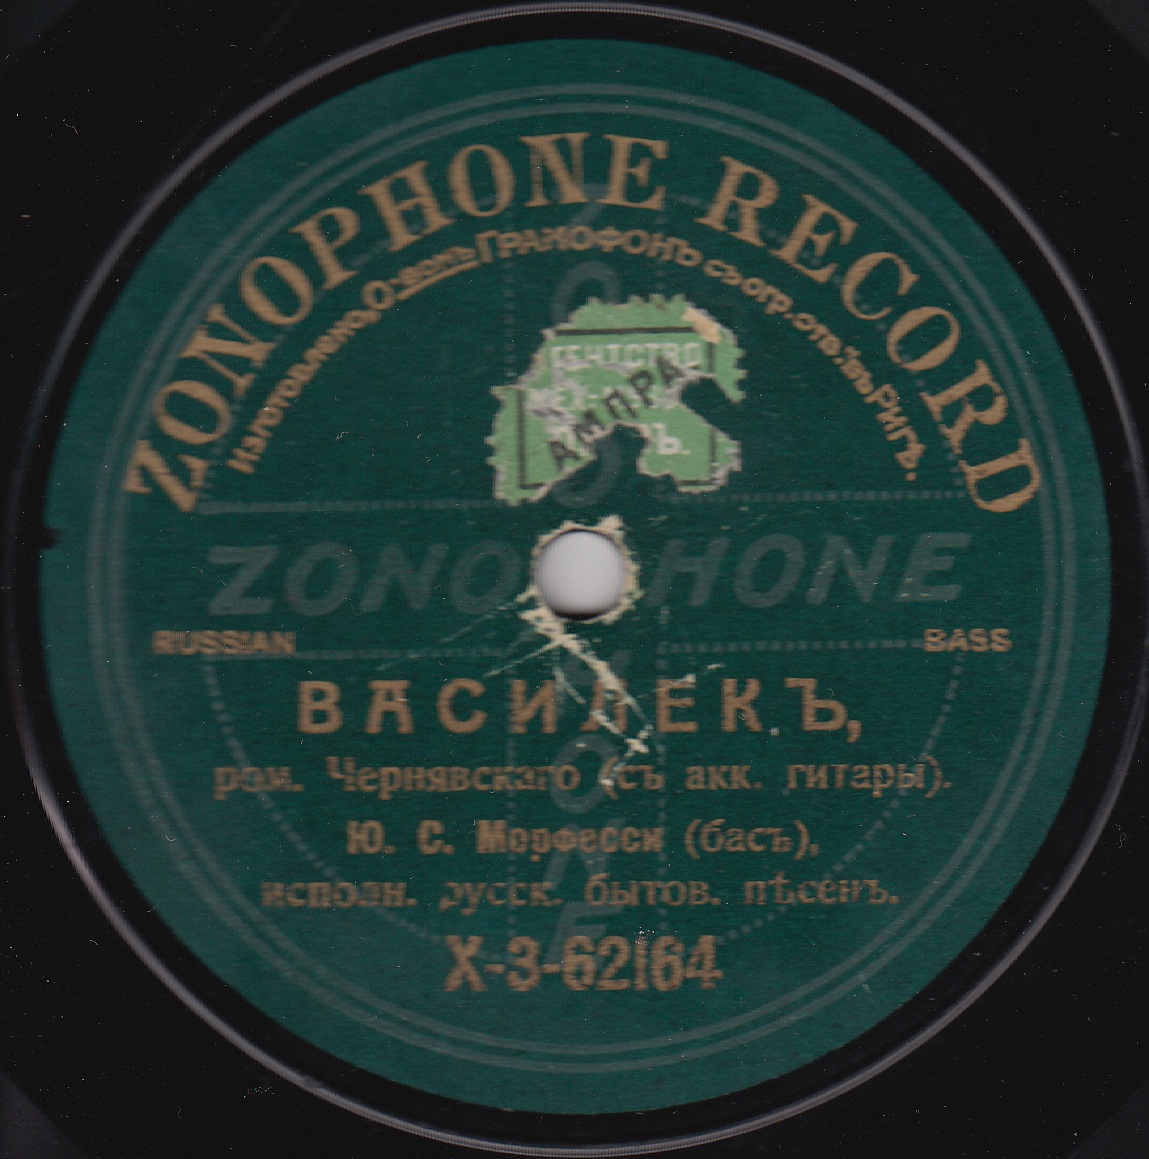 ZONOPHONE RECORD
Изготовлено О-вомъ Грамофонъ съ огр. отв. въ Ригѣ.
АМПРА
ZONOPHONE
RUSSIAN
BASS
ВАСИЛЕКЪ,
ром. Чернявскаго (съ акк. гитары).
Ю. С. Морфесси (басъ),
исполн. русск. бытов. пѣсенъ.
X-3-62164